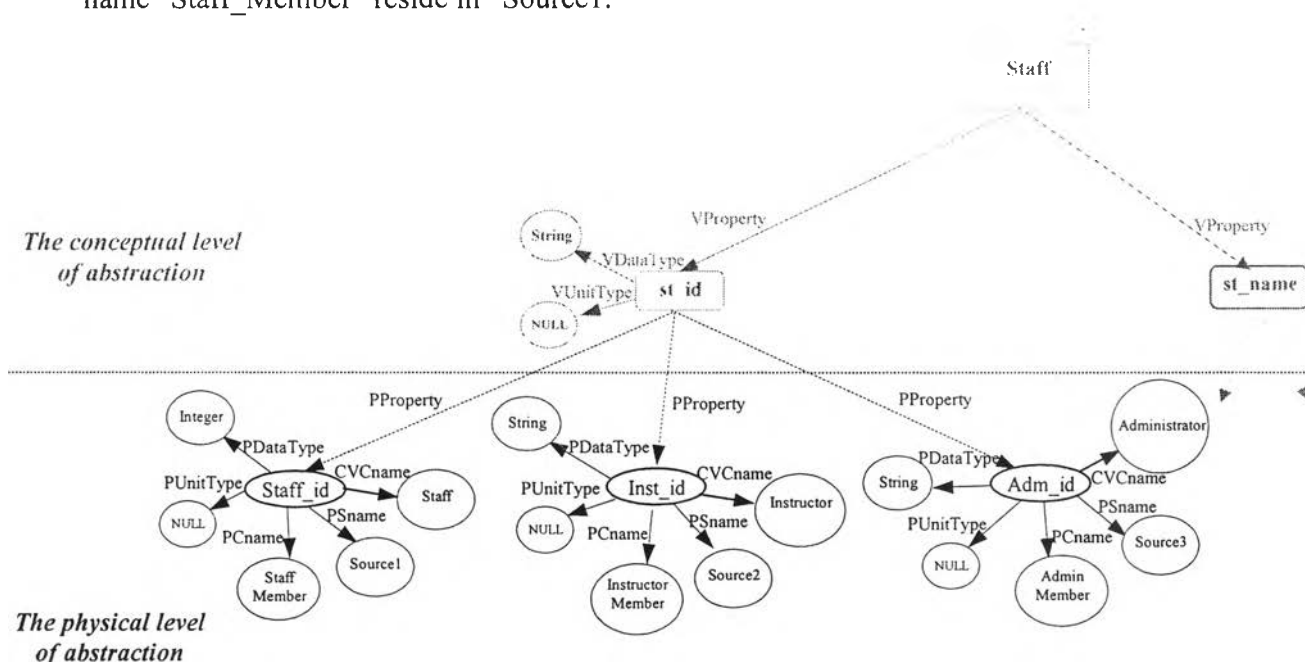 name "Staff_Member" reside in "Source1.
Staff
VProperty
VProperty
The conceptual level
of abstraction
String
VDataType
VUnitType
st_id
st_name
NULL
PProperty
PProperty
PProperty
Integer
PDataType
PUnitType
CVCname
Staff_id
Staff
NULL
PCname
PSname
Staff
Member
Source1
String
PDataType
PUnitType
CVCname
Inst_id
Instructor
NULL
PCname
PSname
Instructor
Member
Source2
Administrator
PDataType
CVCname
String
Adm_id
PUnitType
PSname
PCname
NULL
Source3
Admin
Member
The physical level
of abstraction